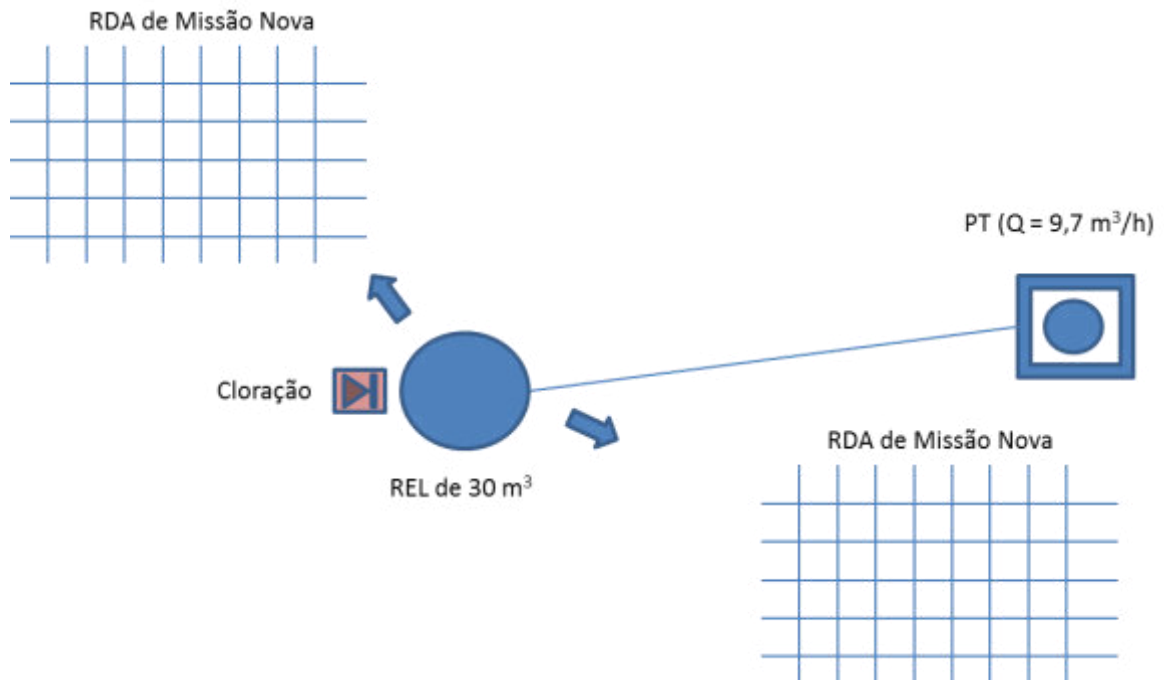 RDA de Missão Nova
PT (Q = 9,7 m³/h)
Cloração
RDA de Missão Nova
REL de 30 m³